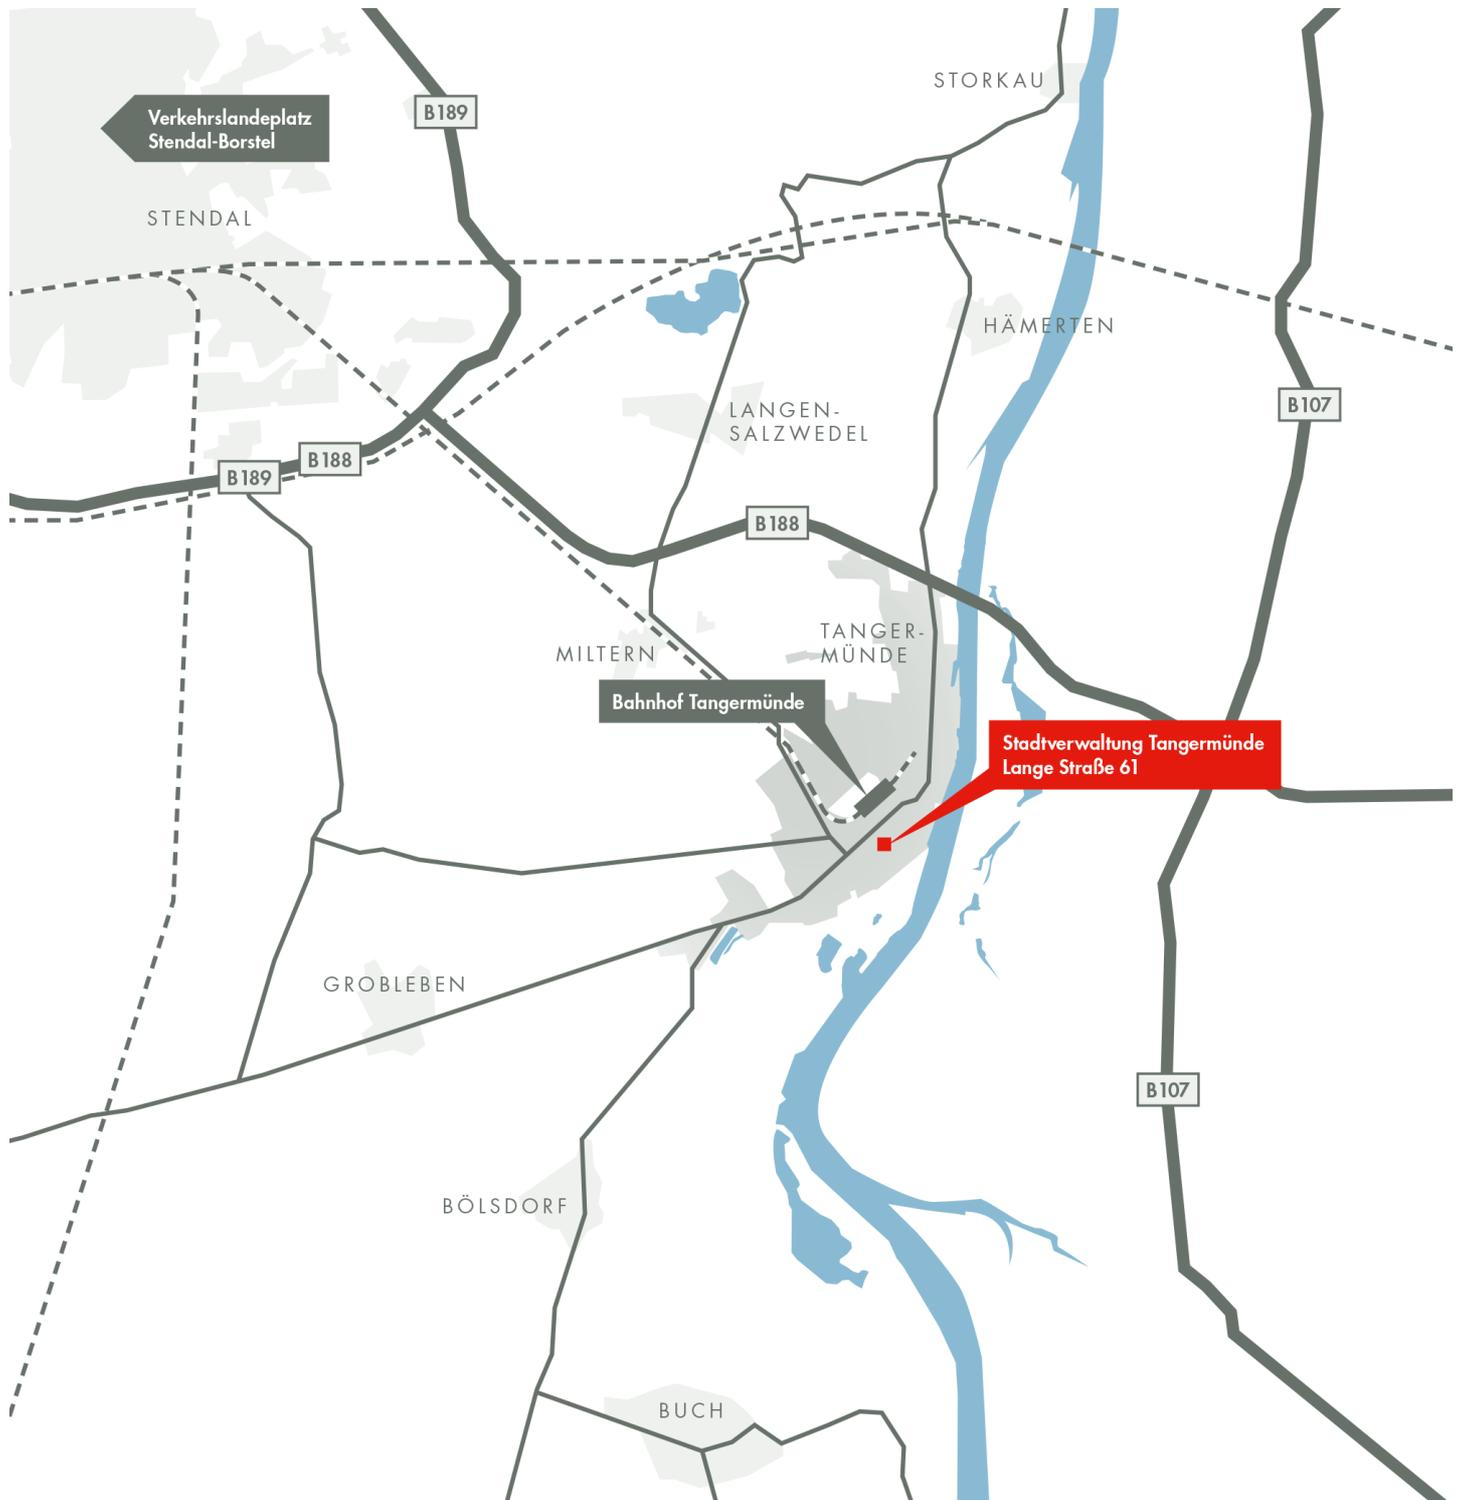 STORKAU
B189
Verkehrslandeplatz
Stendal-Borstel
STENDAL
HÄMERTEN
B107
LANGEN-
SALZWEDEL
B188
B189
B188
TANGER-
MÜNDE
MILTERN
Bahnhof Tangermünde
Stadtverwaltung Tangermünde
Lange Straße 61
GROBLEBEN
B107
BÖLSDORF
BUCH